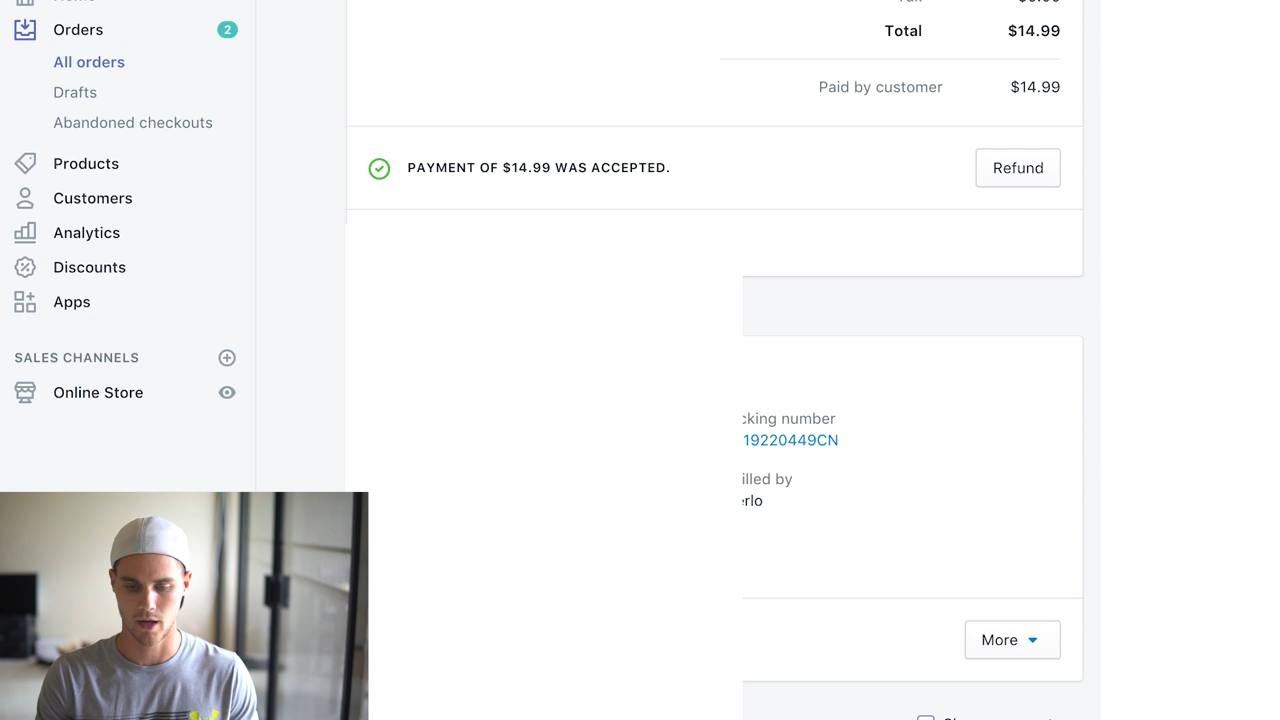 Orders 2
All orders
Drafts
Abandoned checkouts
Products
Customers
Analytics
Discounts
Apps
SALES CHANNELS
Online Store
Total $14.99
Paid by customer $14.99
PAYMENT OF $14.99 WAS ACCEPTED.
Refund
cking number
19220449CN
illed by
erlo
More